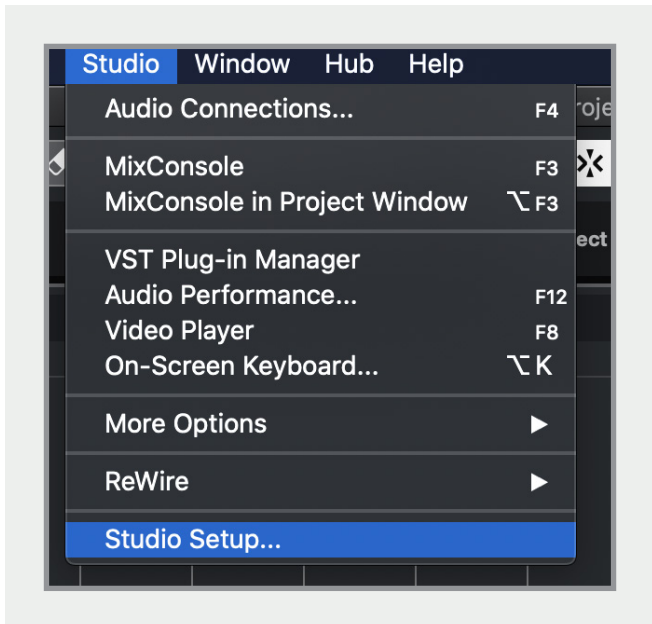 Studio Window Hub Help
Audio Connections... F4
MixConsole F3
MixConsole in Project Window ⌥ F3
VST Plug-in Manager
Audio Performance... F12
Video Player F8
On-Screen Keyboard... ⌥ K
More Options ▶
ReWire ▶
Studio Setup...